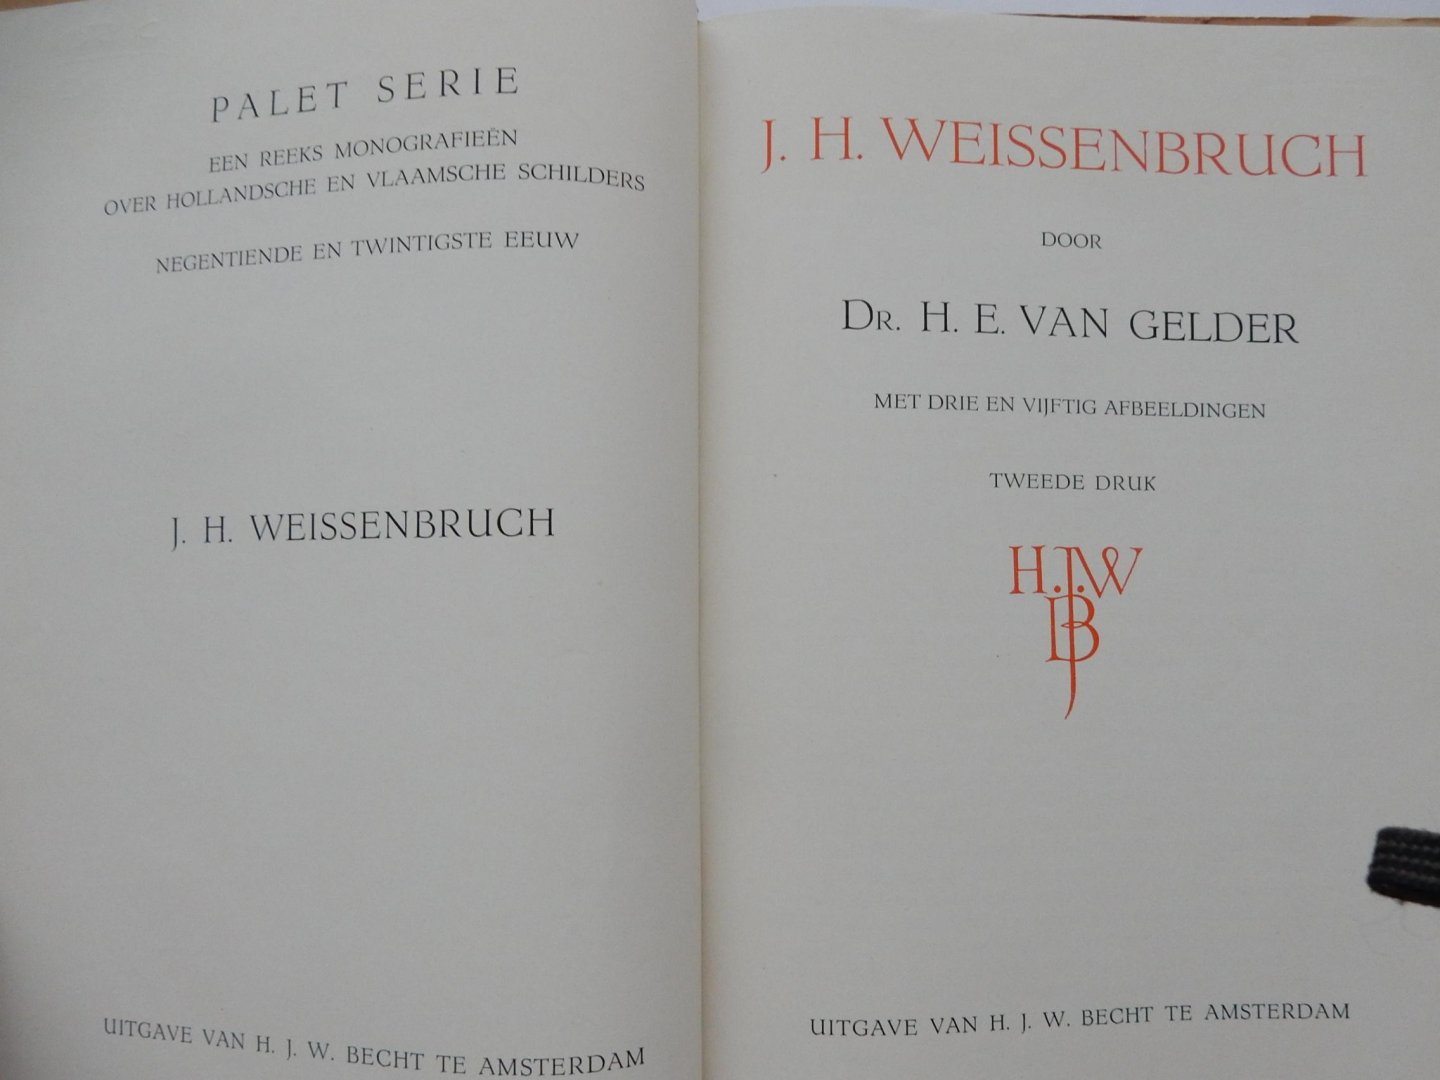 PALET SERIE
EEN REEKS MONOGRAFIEËN
OVER HOLLANDSCHE EN VLAAMSCHE SCHILDERS
NEGENTIENDE EN TWINTIGSTE EEUW
J. H. WEISSENBRUCH
UITGAVE VAN H. J. W. BECHT TE AMSTERDAM
J. H. WEISSENBRUCH
DOOR
DR. H. E. VAN GELDER
MET DRIE EN VIJFTIG AFBEELDINGEN
TWEEDE DRUK
H.J.W
B
UITGAVE VAN H. J. W. BECHT TE AMSTERDAM